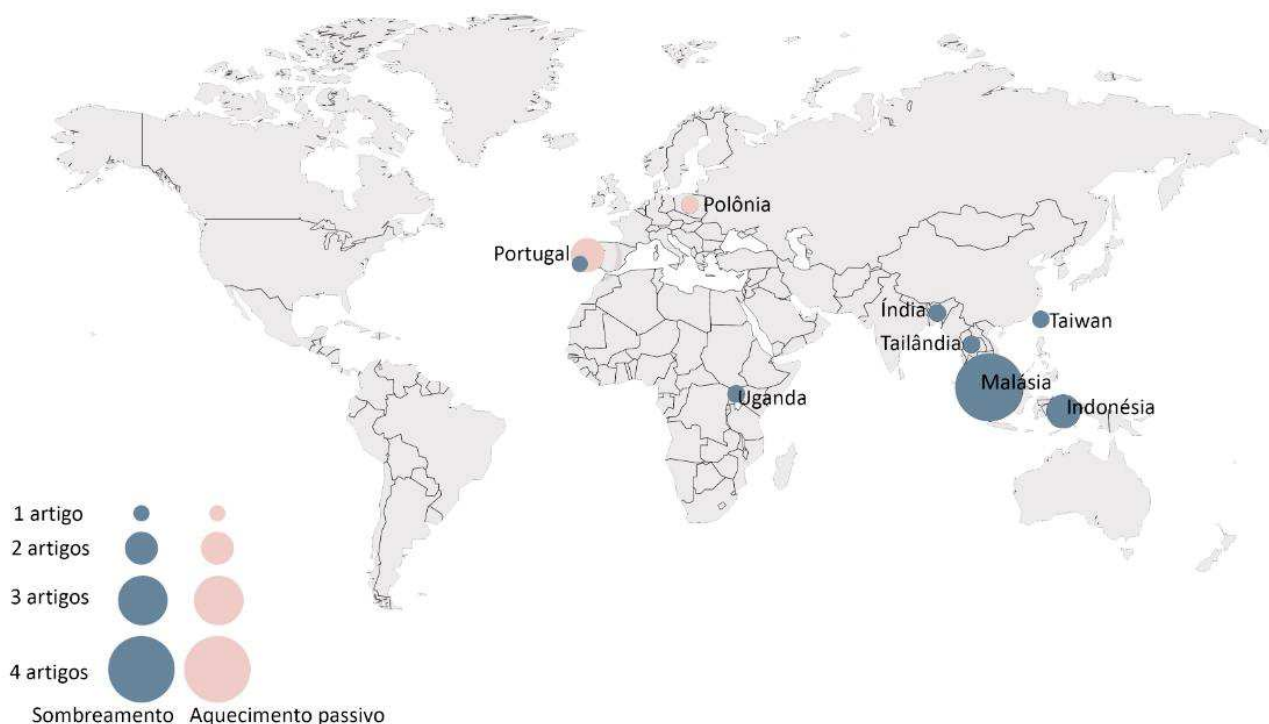 Polônia
Portugal
Índia
Taiwan
Tailândia
Malásia
Uganda
Indonésia
1 artigo
2 artigos
3 artigos
4 artigos
Sombreamento Aquecimento passivo